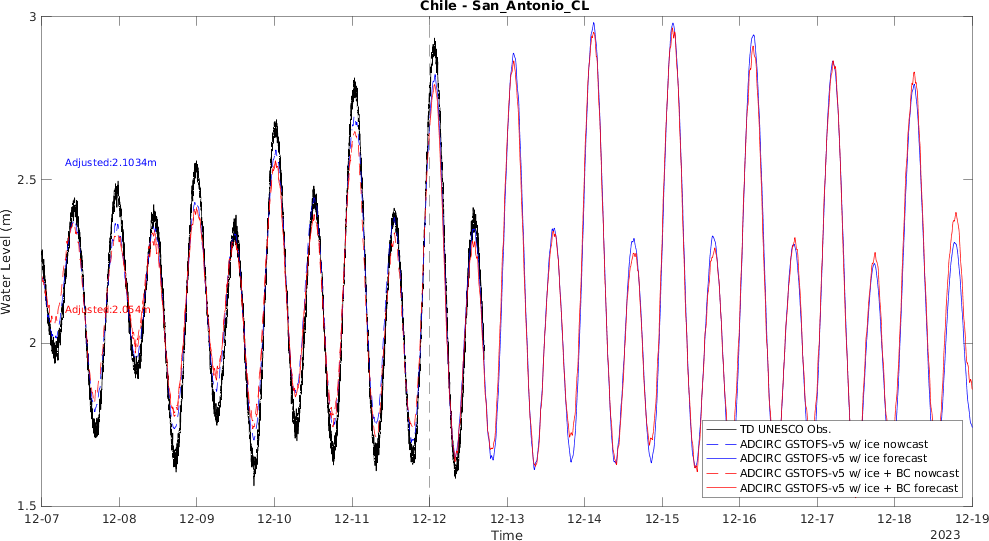 Chile - San_Antonio_CL
3
2.5
2
1.5
Water Level (m)
Adjusted:2.1034m
Adjusted:2.054m
TD UNESCO Obs.
ADCIRC GSTOFS-v5 w/ ice nowcast
ADCIRC GSTOFS-v5 w/ ice forecast
ADCIRC GSTOFS-v5 w/ ice + BC nowcast
ADCIRC GSTOFS-v5 w/ ice + BC forecast
12-07 12-08 12-09 12-10 12-11 12-12 12-13 12-14 12-15 12-16 12-17 12-18 12-19
Time
2023